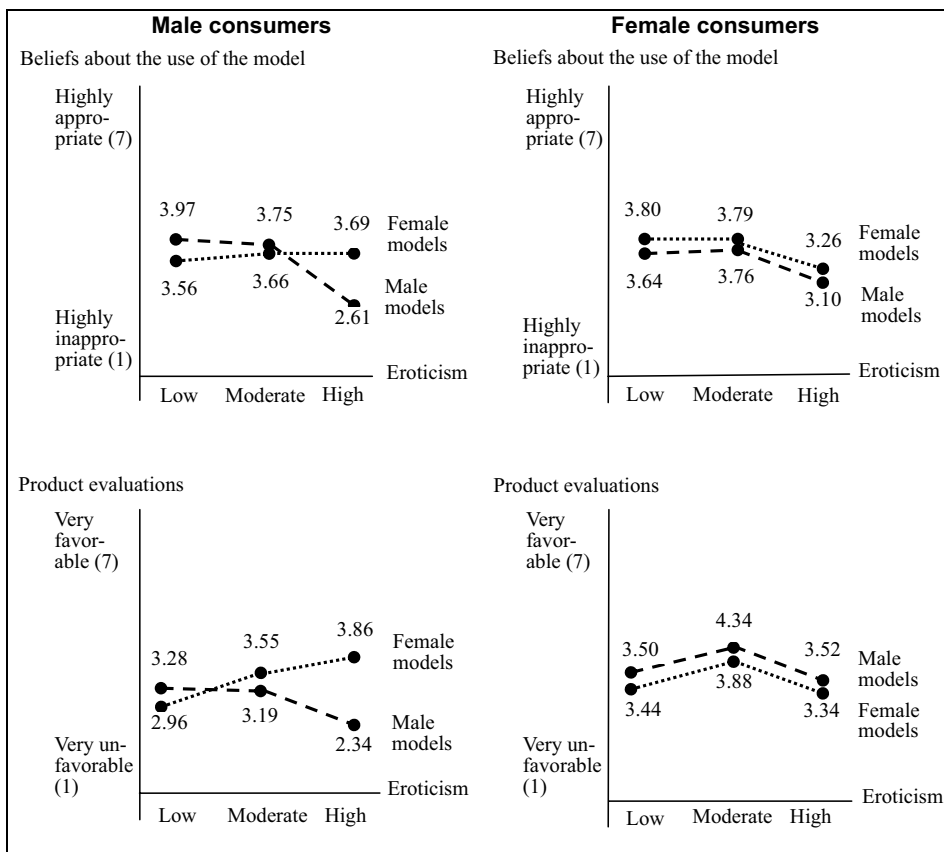 Male consumers
Beliefs about the use of the model
Highly
appro-
priate (7)
3.97
3.75
3.69
Female
models
3.56
3.66
Male
models
2.61
Highly
inappro-
priate (1)
Eroticism
Low
Moderate
High
Female consumers
Beliefs about the use of the model
Highly
appro-
priate (7)
3.80
3.79
3.26
Female
models
3.64
3.76
3.10
Male
models
Highly
inappro-
priate (1)
Eroticism
Low
Moderate
High
Product evaluations
Very
favor-
able (7)
3.28
3.55
3.86
Female
models
2.96
3.19
2.34
Male
models
Very un-
favorable
(1)
Eroticism
Low
Moderate
High
Product evaluations
Very
favor-
able (7)
3.50
4.34
3.52
Male
models
3.44
3.88
3.34
Female
models
Very un-
favorable
(1)
Eroticism
Low
Moderate
High